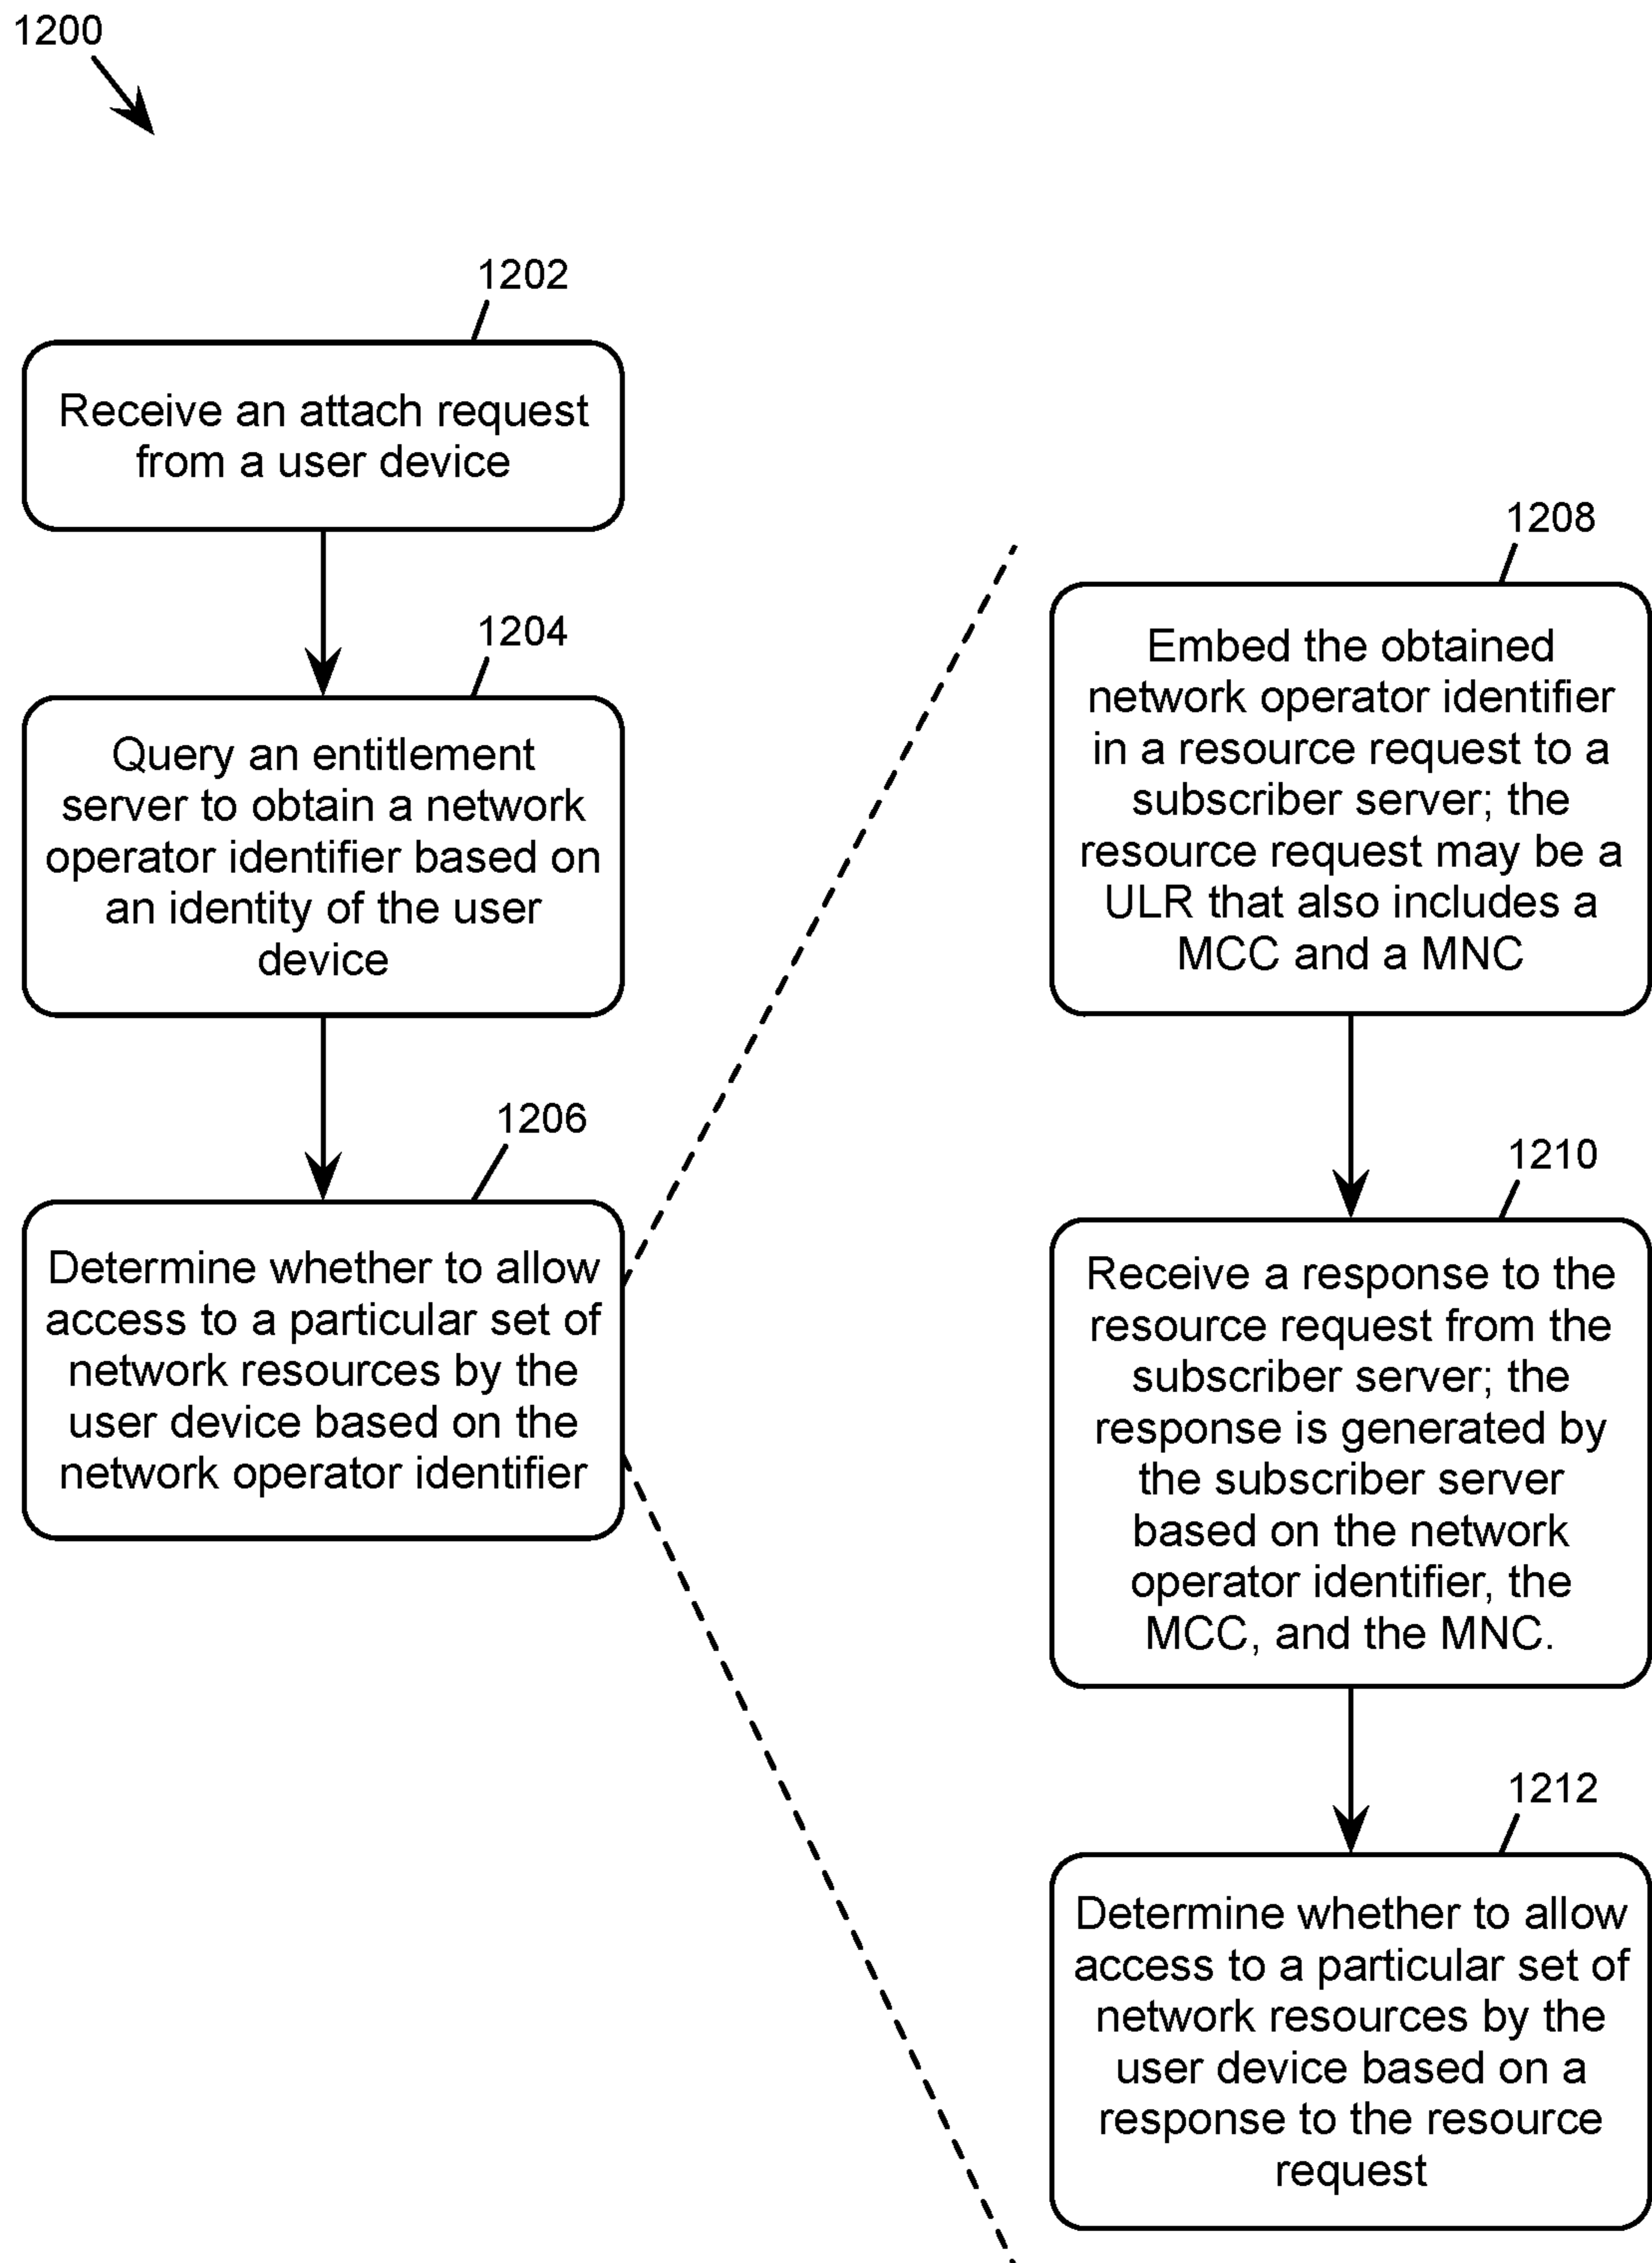 1200
1202
Receive an attach request
from a user device
1204
Query an entitlement
server to obtain a network
operator identifier based on
an identity of the user
device
1206
Determine whether to allow
access to a particular set of
network resources by the
user device based on the
network operator identifier
1208
Embed the obtained
network operator identifier
in a resource request to a
subscriber server; the
resource request may be a
ULR that also includes a
MCC and a MNC
1210
Receive a response to the
resource request from the
subscriber server; the
response is generated by
the subscriber server
based on the network
operator identifier, the
MCC, and the MNC.
1212
Determine whether to allow
access to a particular set of
network resources by the
user device based on a
response to the resource
request